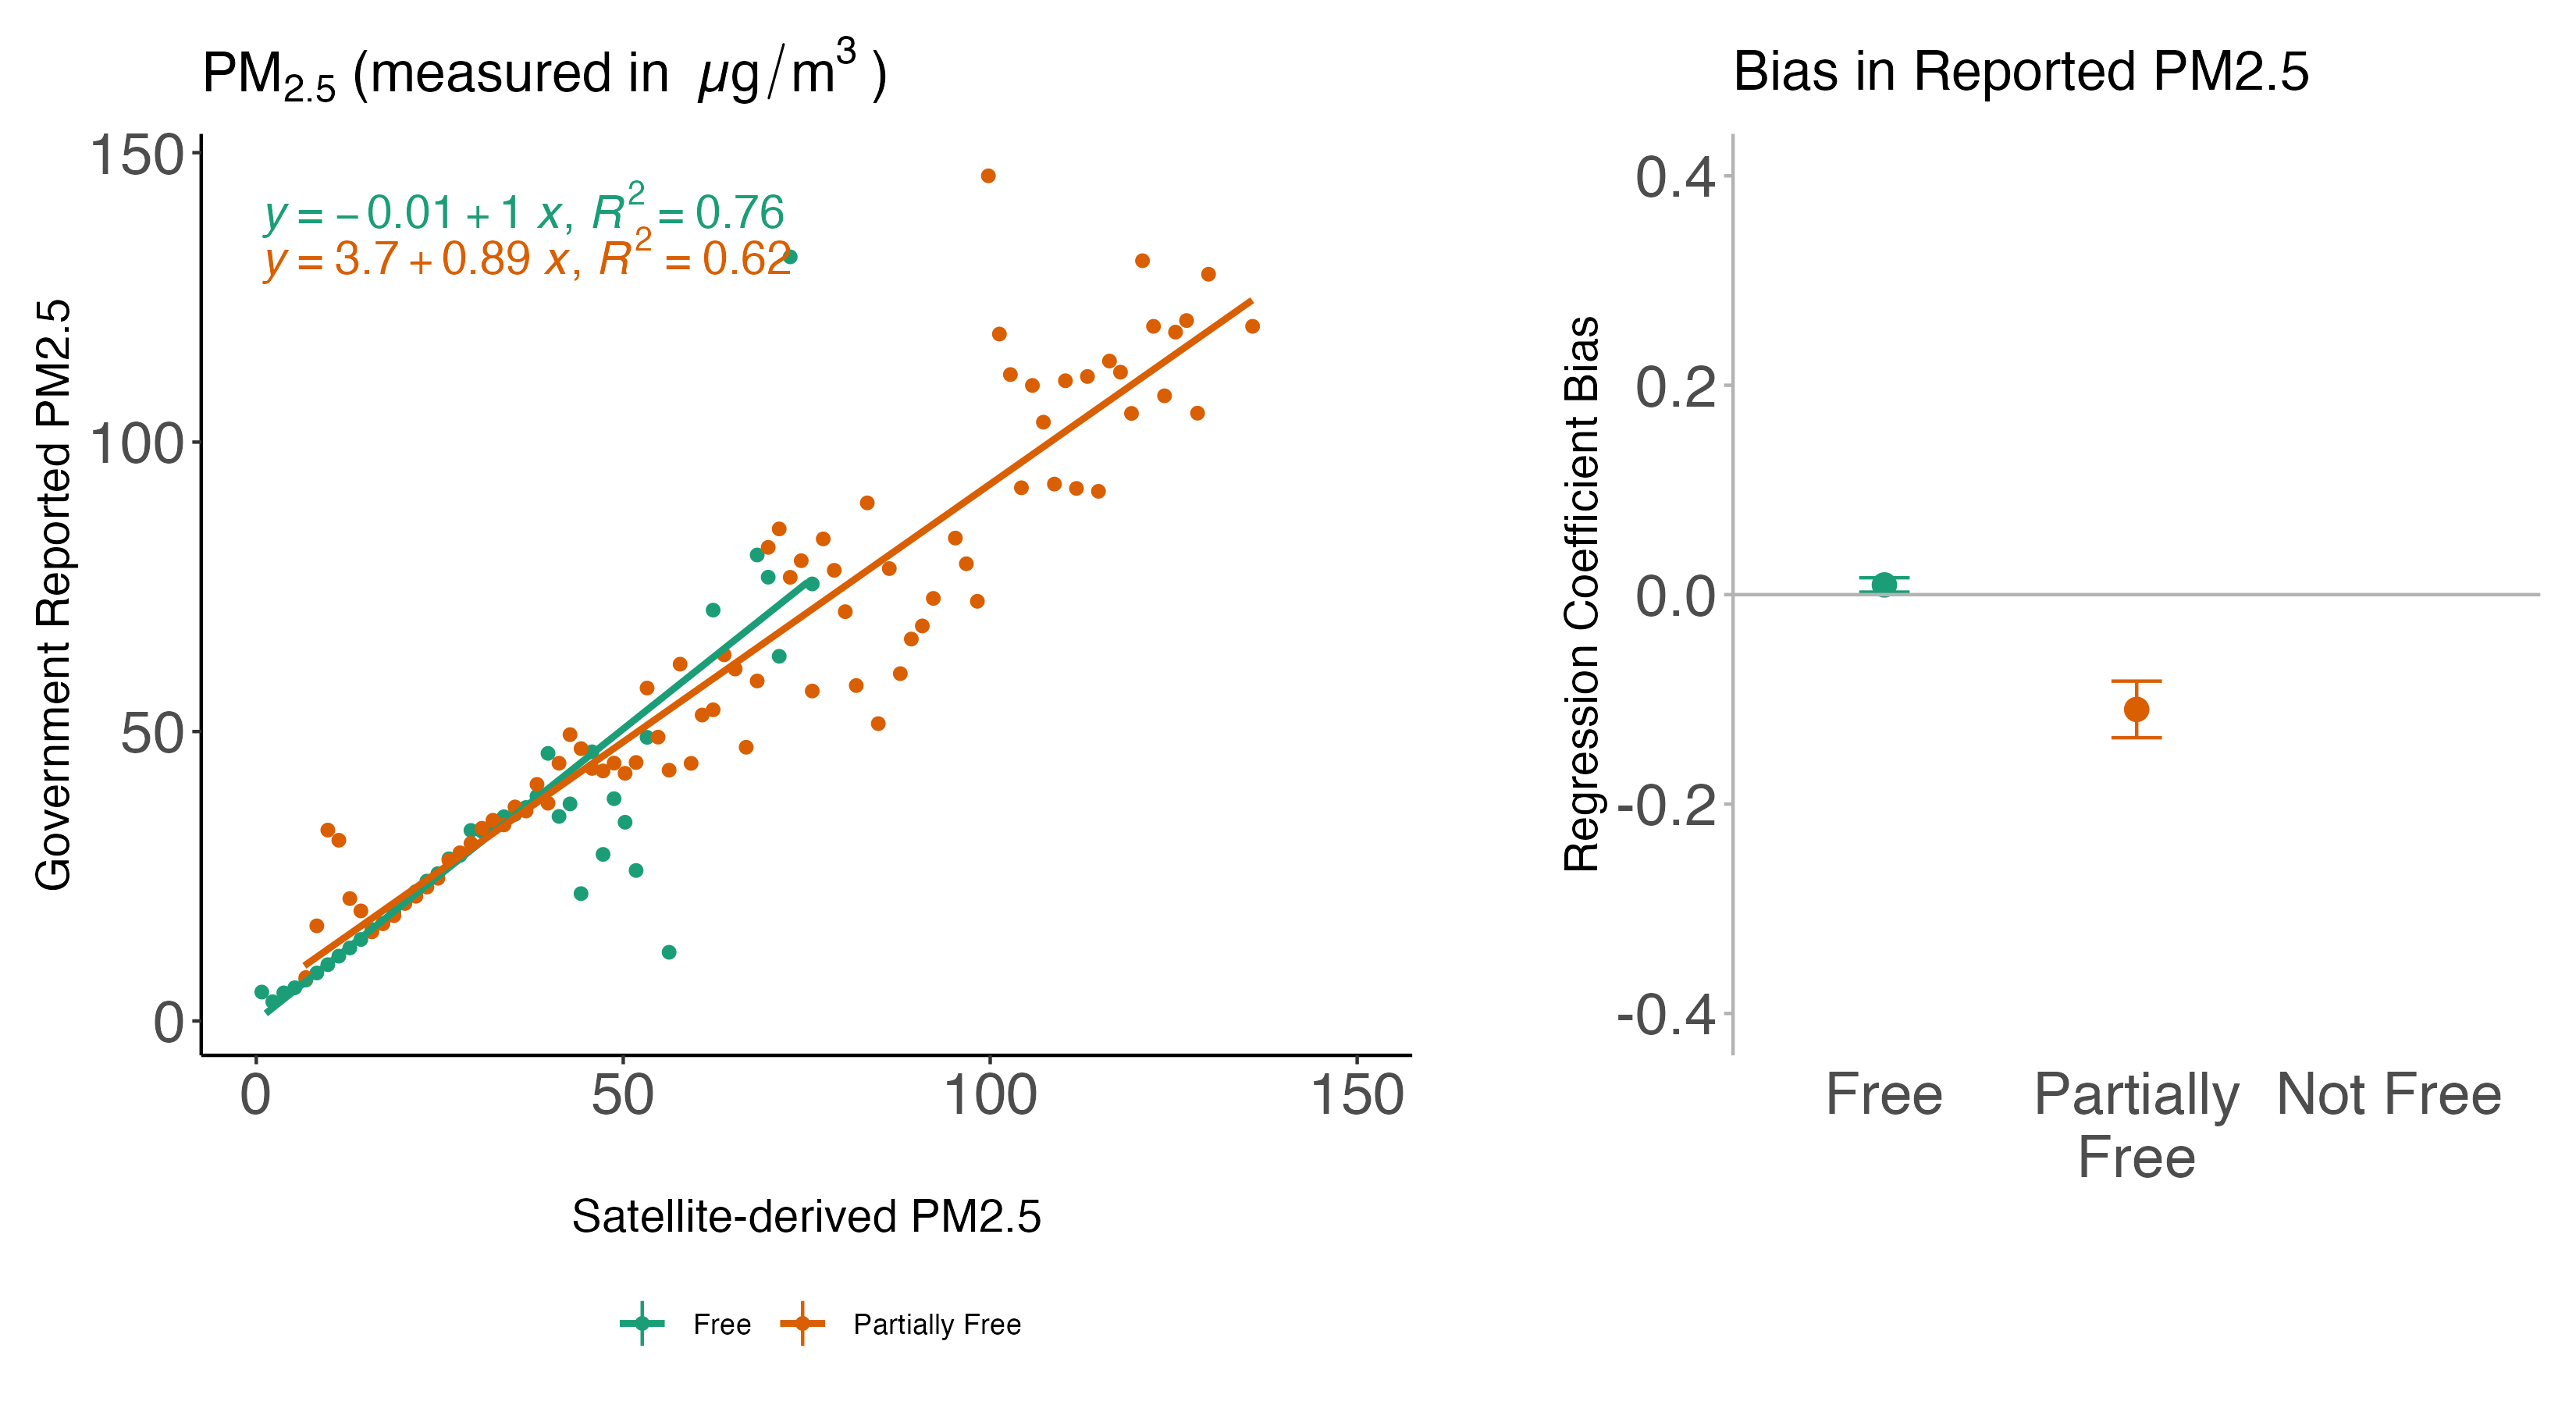 PM2.5 (measured in μg/m³)
150
100
50
0
Government Reported PM2.5
y = − 0.01 + 1 x, R² = 0.76
y = 3.7 + 0.89 x, R² = 0.62
0 50 100 150
Satellite-derived PM2.5
Free Partially Free
Bias in Reported PM2.5
0.4
0.2
0.0
-0.2
-0.4
Regression Coefficient Bias
Free Partially Not Free
Free